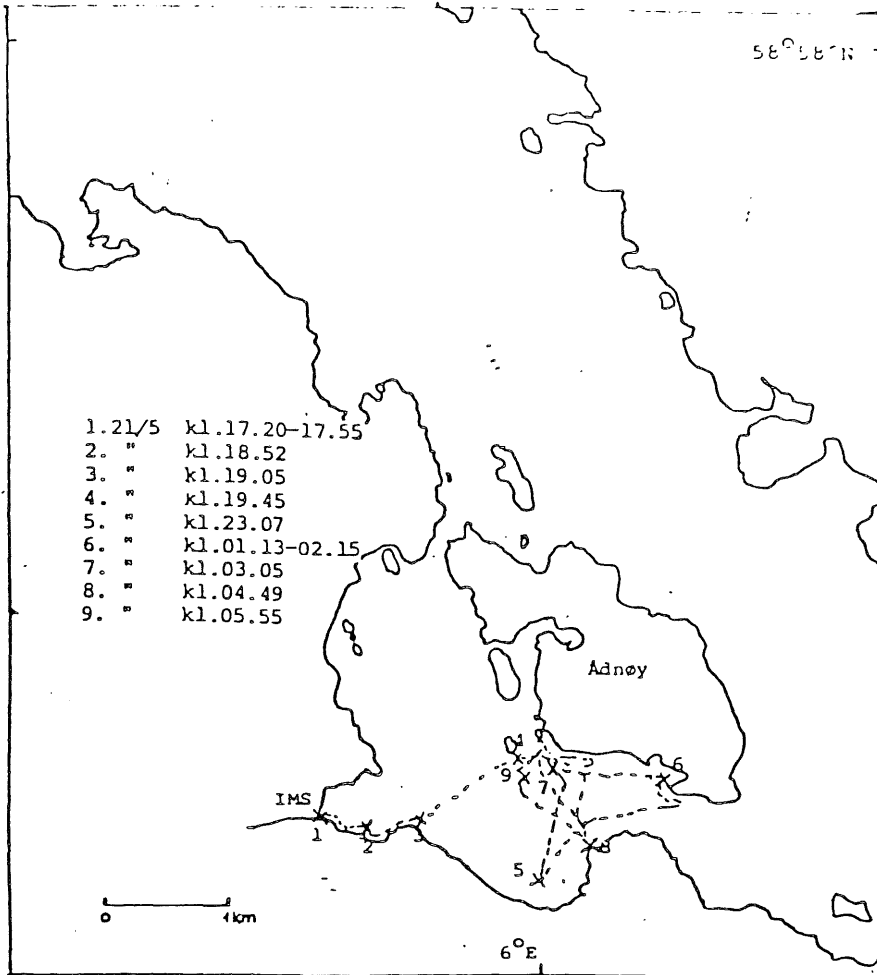 58°58'N
1.21/5 kl.17.20-17.55
2. " kl.18.52
3. " kl.19.05
4. " kl.19.45
5. " kl.23.07
6. " kl.01.13-02.15
7. " kl.03.05
8. " kl.04.49
9. " kl.05.55
Adnøy
4
9
7
6
IMS
1
2
3
5
8
0 1km
6°E